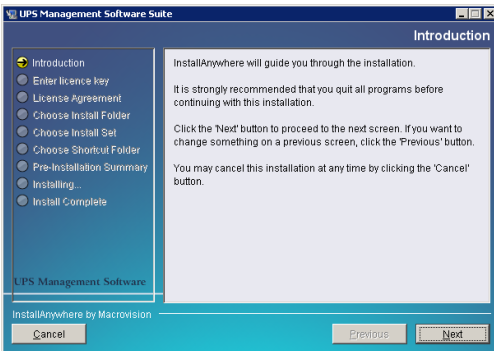 UPS Management Software Suite
Introduction
Introduction
Enter licence key
License Agreement
Choose Install Folder
Choose Install Set
Choose Shortcut Folder
Pre-Installation Summary
Installing...
Install Complete
UPS Management Software
InstallAnywhere will guide you through the installation.
It is strongly recommended that you quit all programs before
continuing with this installation.
Click the 'Next' button to proceed to the next screen. If you want to
change something on a previous screen, click the 'Previous' button.
You may cancel this installation at any time by clicking the 'Cancel'
button.
InstallAnywhere by Macrovision
Cancel
Previous
Next